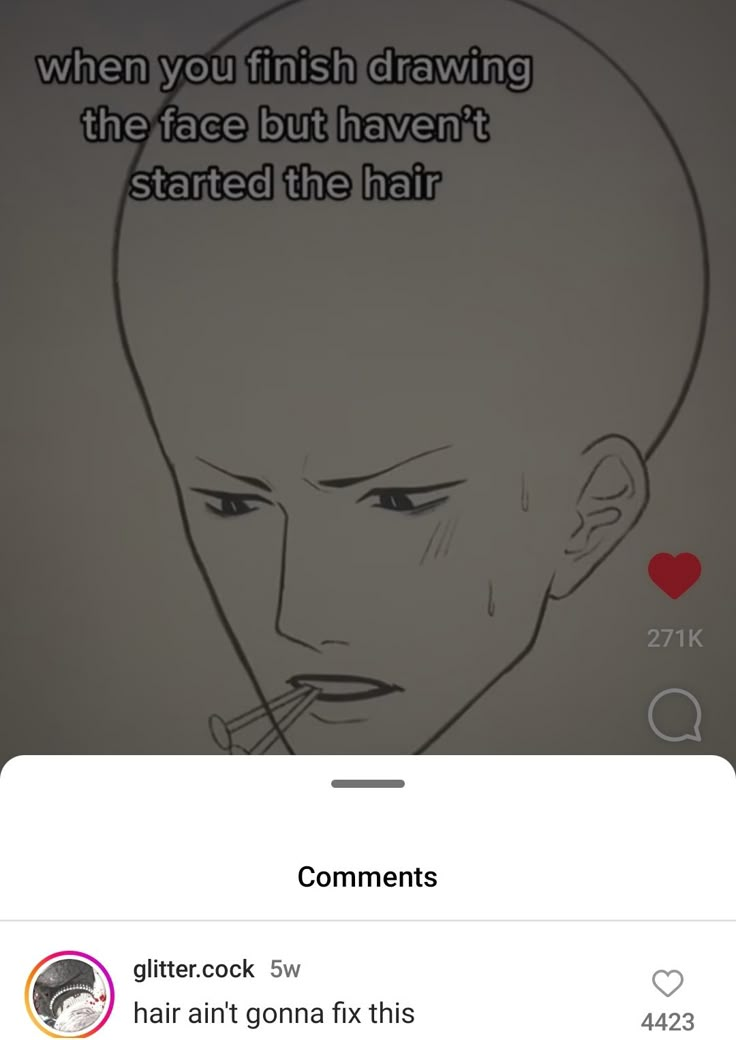 when you finish drawing
the face but haven't
started the hair
271K
Comments
glitter.cock 5w
hair ain't gonna fix this
4423